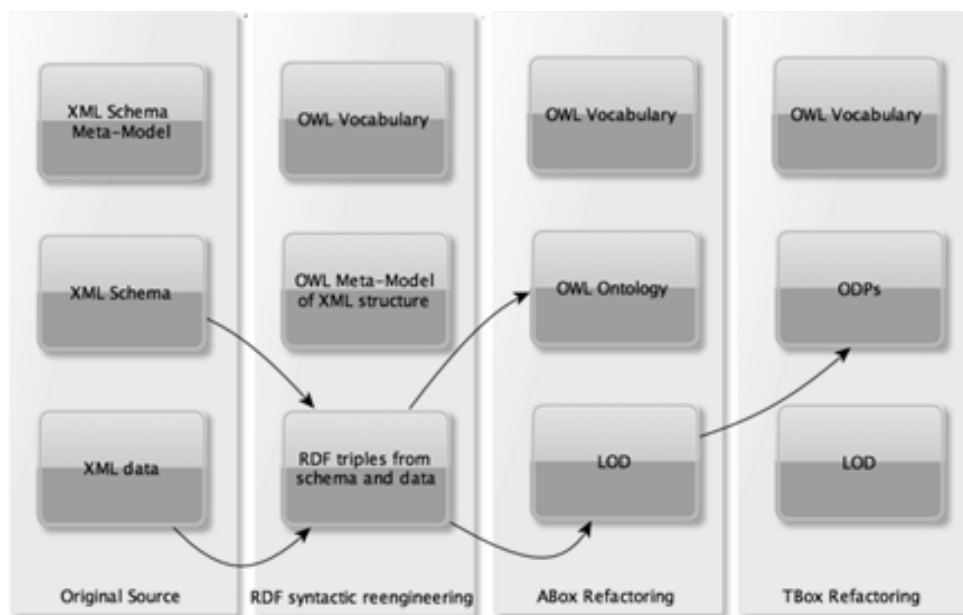 XML Schema
Meta-Model
OWL Vocabulary
OWL Vocabulary
OWL Vocabulary
XML Schema
OWL Meta-Model
of XML structure
OWL Ontology
ODPs
XML data
RDF triples from
schema and data
LOD
LOD
Original Source
RDF syntactic reengineering
ABox Refactoring
TBox Refactoring